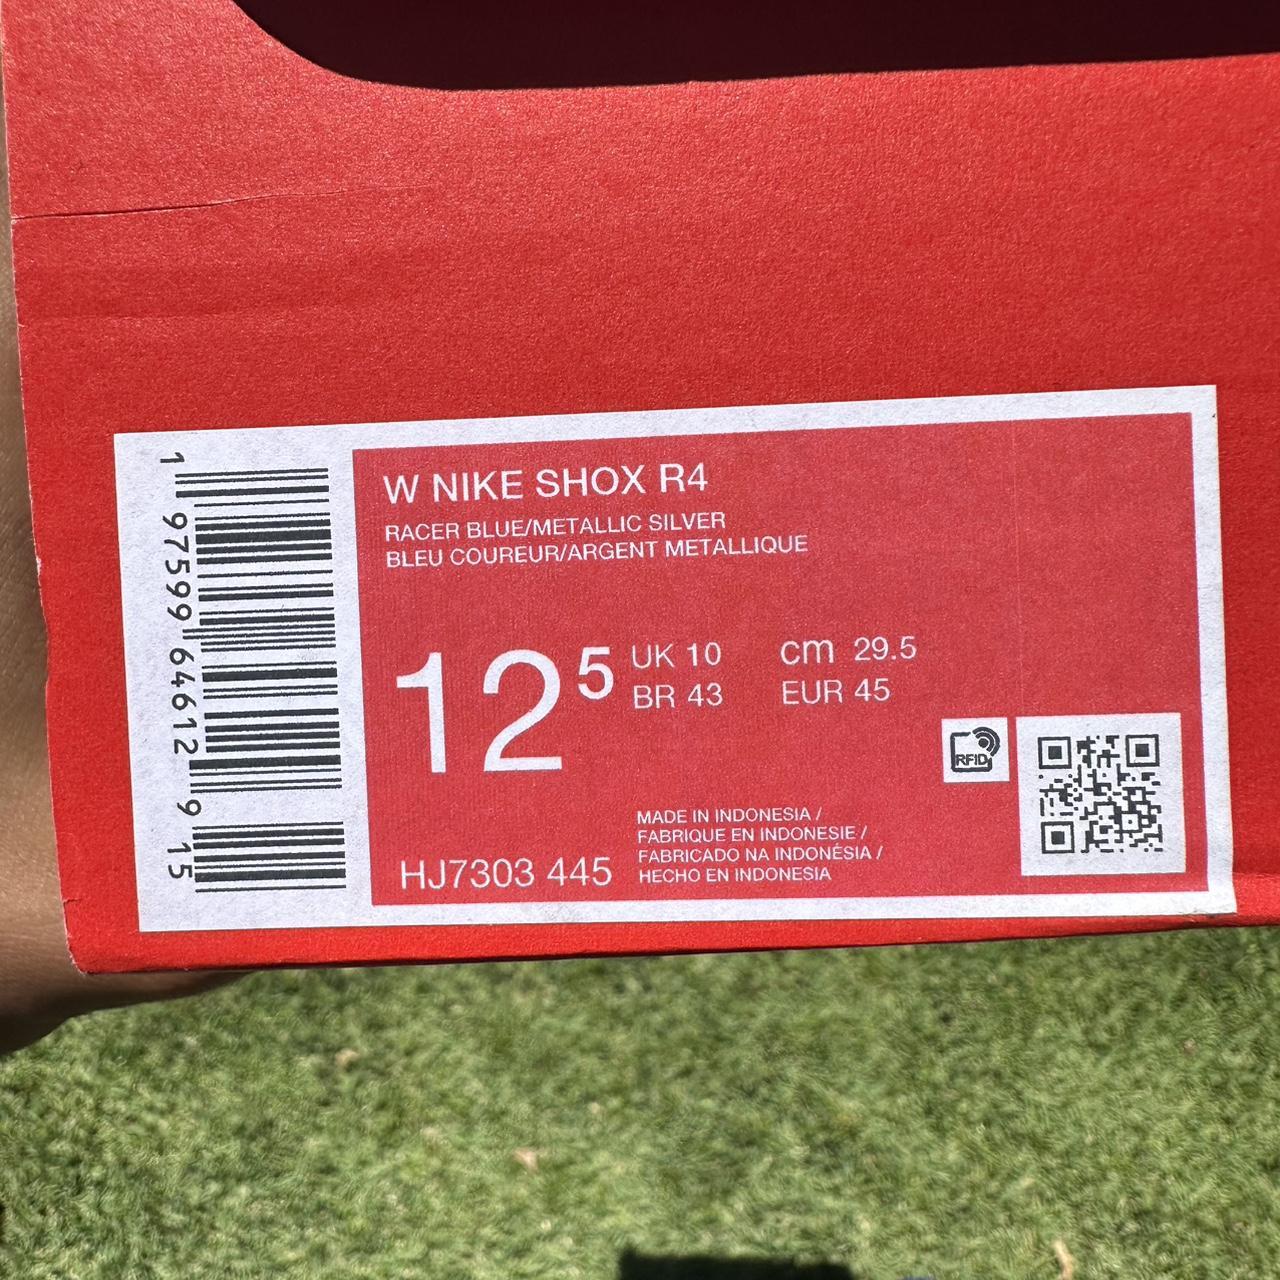 W NIKE SHOX R4
RACER BLUE/METALLIC SILVER
BLEU COUREUR/ARGENT METALLIQUE
12 5
UK 10 cm 29.5
BR 43 EUR 45
RFID
MADE IN INDONESIA /
FABRIQUE EN INDONESIE /
FABRICADO NA INDONÉSIA /
HECHO EN INDONESIA
HJ7303 445
1 97599 64612 9 15